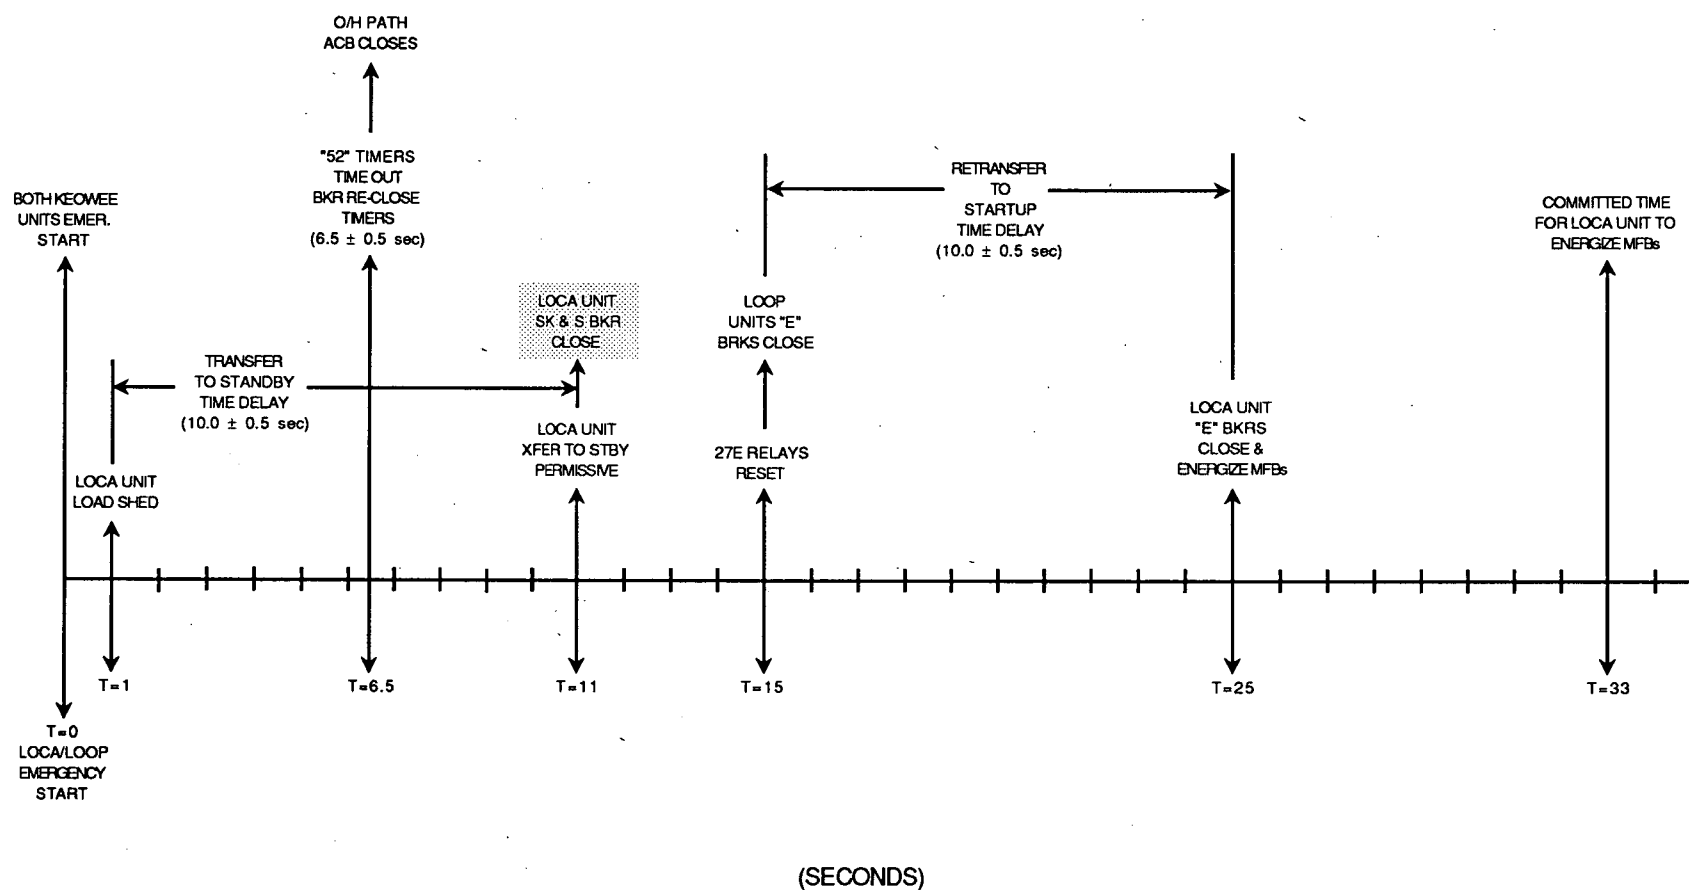 O/H PATH
ACB CLOSES
"52" TIMERS
TIME OUT
BKR RE-CLOSE
TIMERS
(6.5 ± 0.5 sec)
BOTH KEOWEE
UNITS EMER.
START
RETRANSFER
TO
STARTUP
TIME DELAY
(10.0 ± 0.5 sec)
COMMITTED TIME
FOR LOCA UNIT TO
ENERGIZE MFBs
LOCA UNIT
SK & S BKR
CLOSE
LOOP
UNITS "E"
BRKS CLOSE
TRANSFER
TO STANDBY
TIME DELAY
(10.0 ± 0.5 sec)
LOCA UNIT
XFER TO STBY
PERMISSIVE
27E RELAYS
RESET
LOCA UNIT
"E" BKRS
CLOSE &
ENERGIZE MFBs
LOCA UNIT
LOAD SHED
T=1
T=6.5
T=11
T=15
T=25
T=33
T=0
LOCA/LOOP
EMERGENCY
START
(SECONDS)